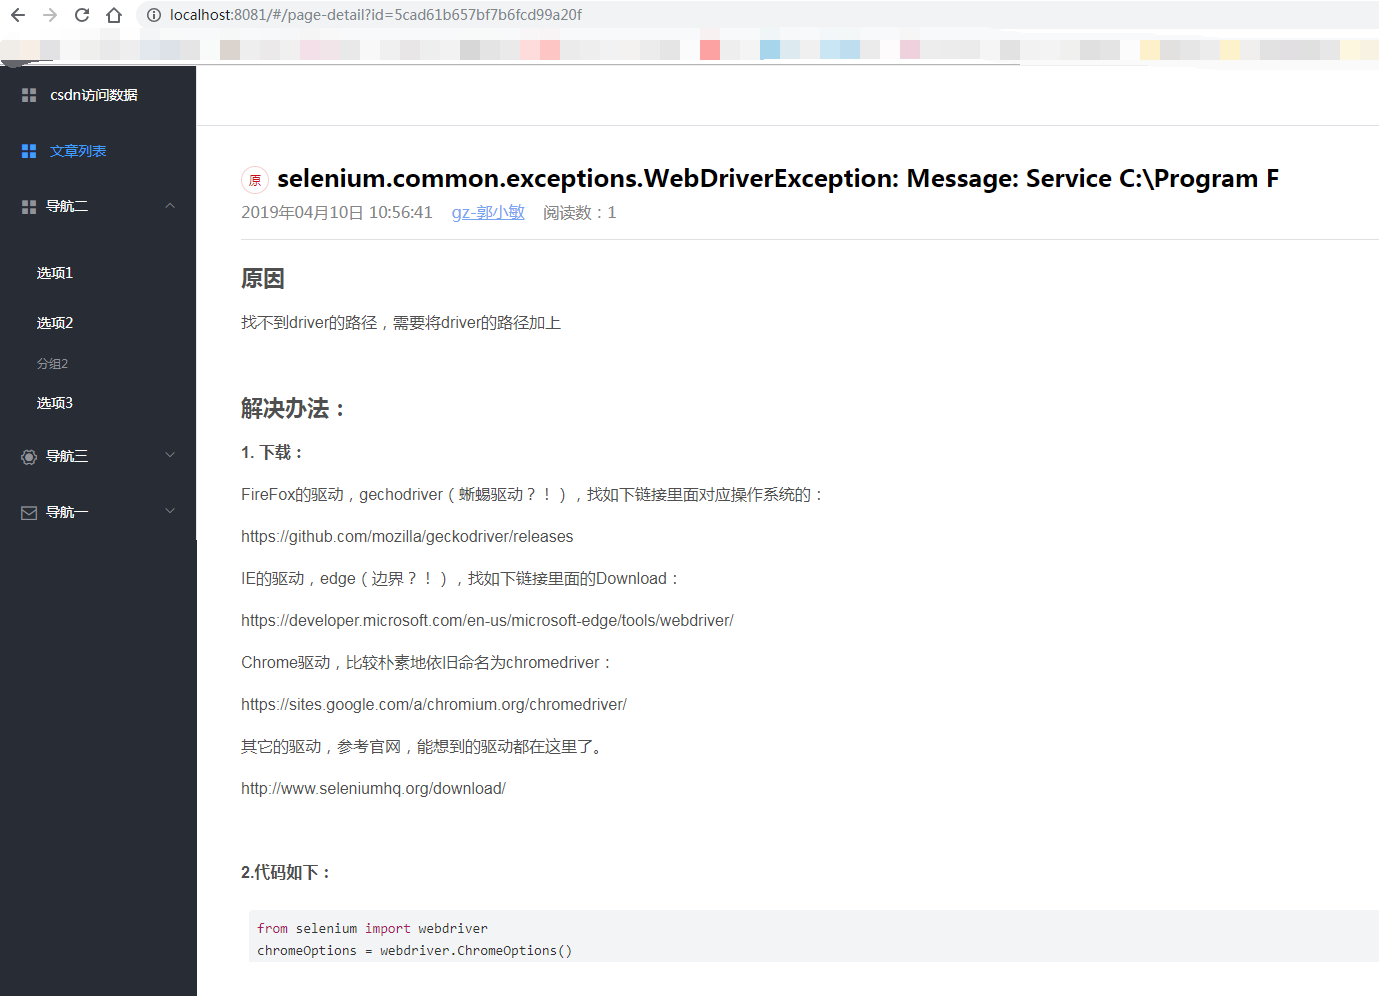 localhost:8081/#/page-detail?id=5cad61b657bf7b6fcd99a20f
csdn访问数据
文章列表
导航二
选项1
选项2
分组2
选项3
导航三
导航一
原 selenium.common.exceptions.WebDriverException: Message: Service C:\Program F
2019年04月10日 10:56:41 gz-郭小敏 阅读数：1
原因
找不到driver的路径，需要将driver的路径加上
解决办法：
1. 下载：
FireFox的驱动，gechodriver（蜥蜴驱动？！），找如下链接里面对应操作系统的：
https://github.com/mozilla/geckodriver/releases
IE的驱动，edge（边界？！），找如下链接里面的Download：
https://developer.microsoft.com/en-us/microsoft-edge/tools/webdriver/
Chrome驱动，比较朴素地依旧命名为chromedriver：
https://sites.google.com/a/chromium.org/chromedriver/
其它的驱动，参考官网，能想到的驱动都在这里了。
http://www.seleniumhq.org/download/
2.代码如下：
from selenium import webdriver
chromeOptions = webdriver.ChromeOptions()